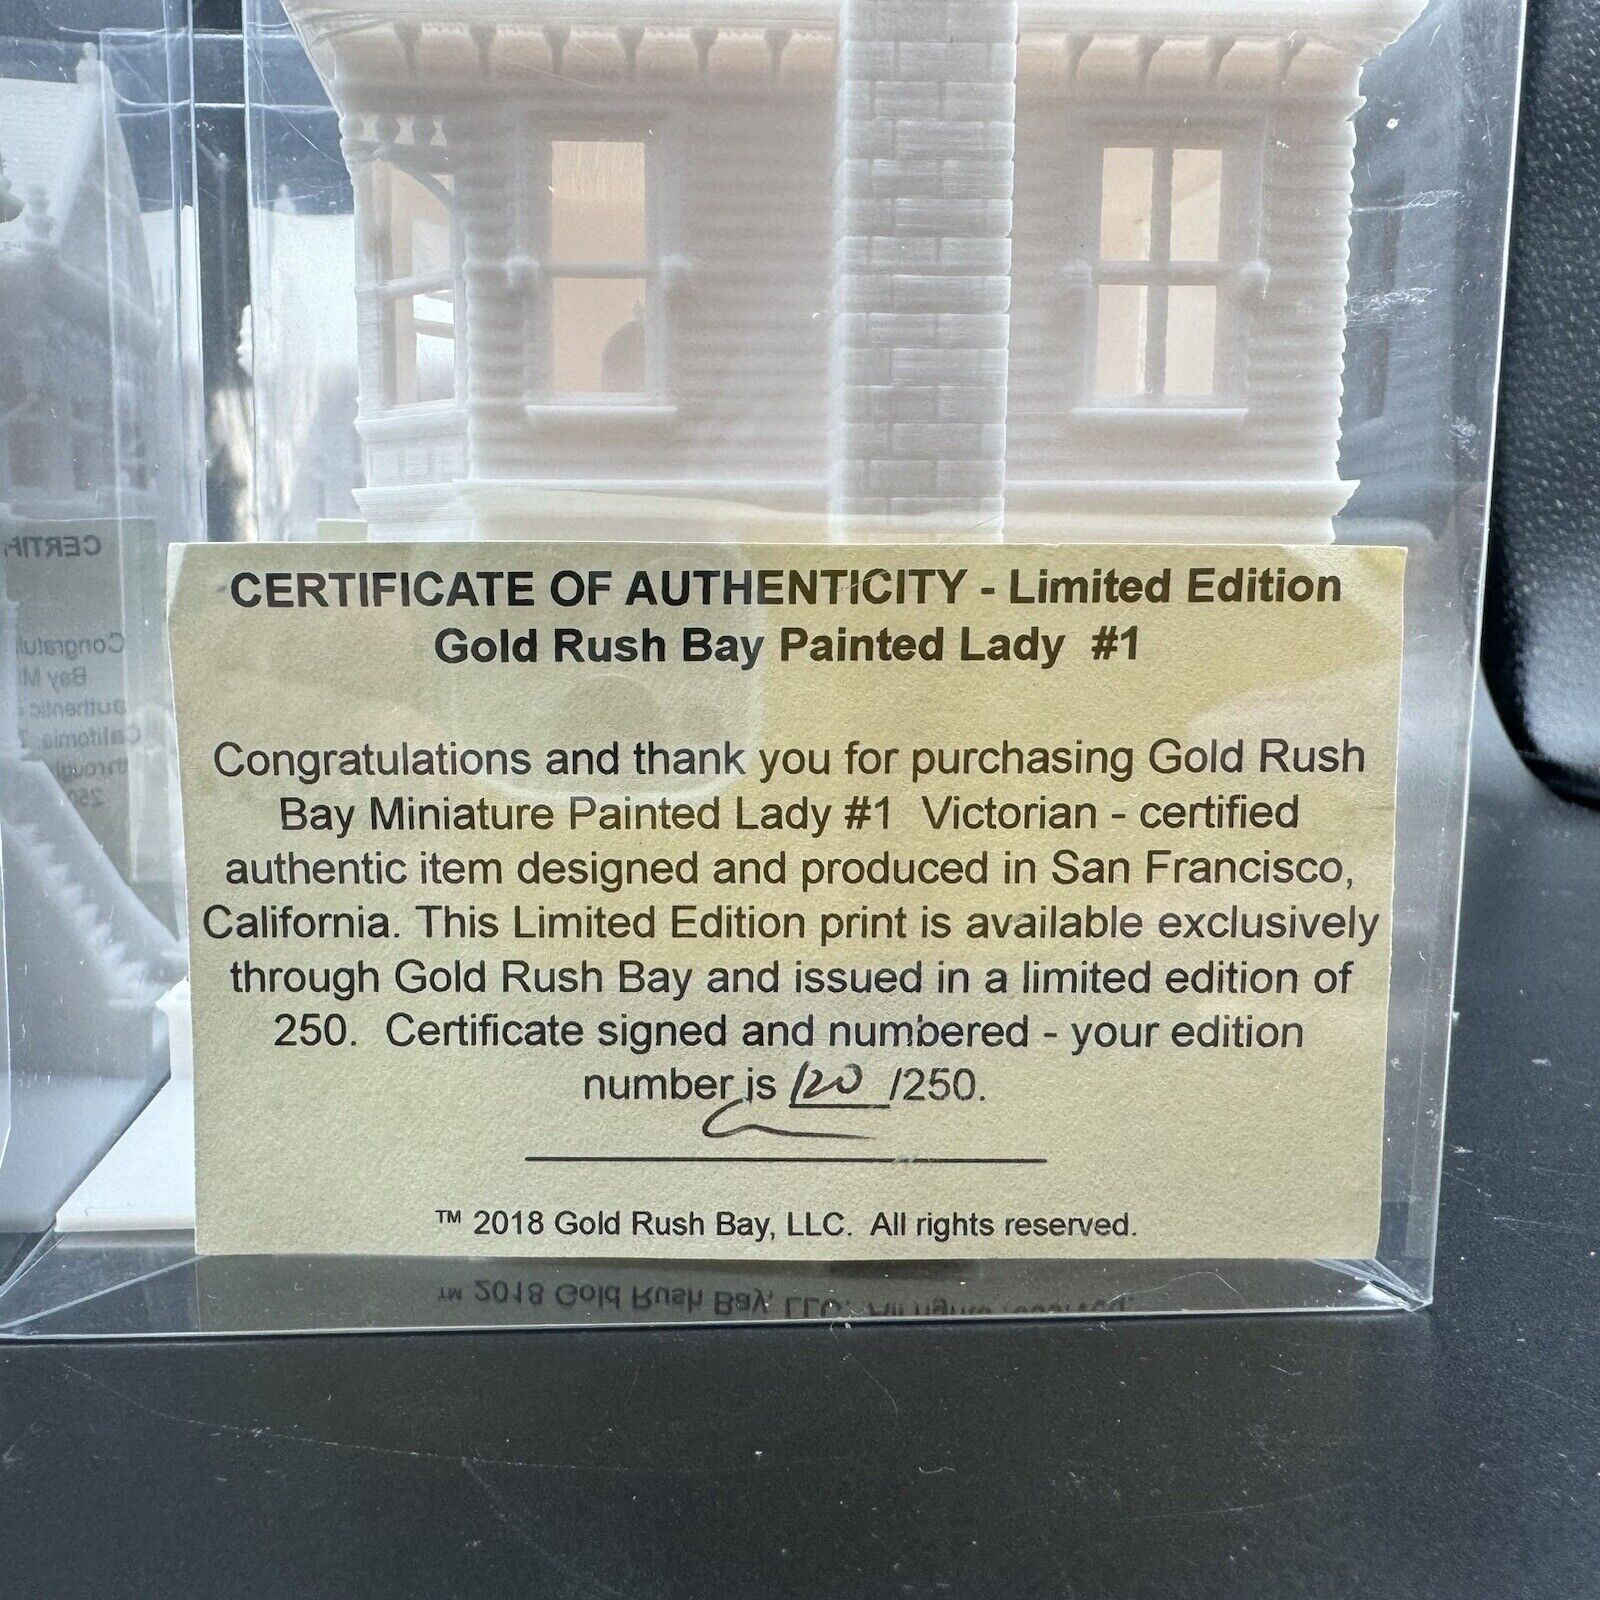 CERTIFICATE OF AUTHENTICITY - Limited Edition
Gold Rush Bay Painted Lady #1
Congratulations and thank you for purchasing Gold Rush
Bay Miniature Painted Lady #1 Victorian - certified
authentic item designed and produced in San Francisco,
California. This Limited Edition print is available exclusively
through Gold Rush Bay and issued in a limited edition of
250. Certificate signed and numbered - your edition
number is 120 /250.
™ 2018 Gold Rush Bay, LLC. All rights reserved.